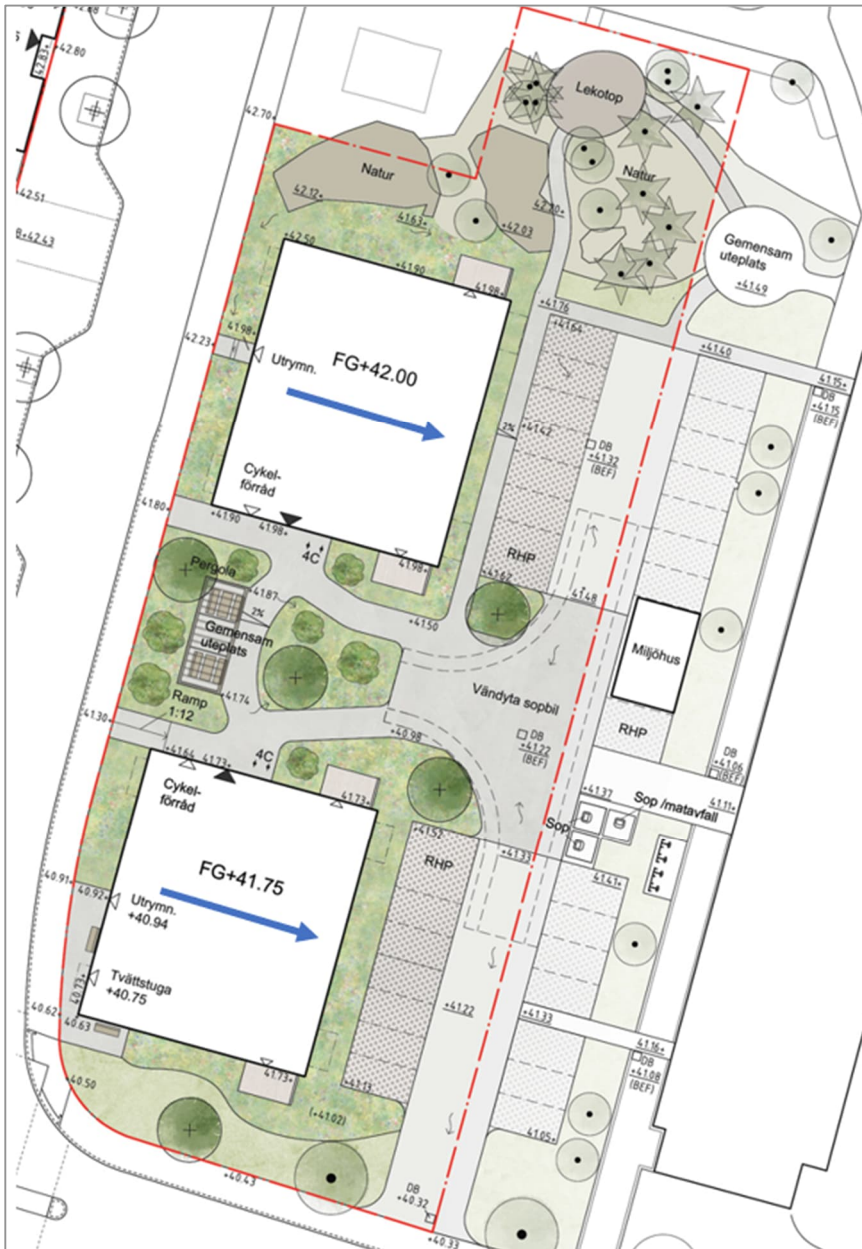 42.83+
+42.80
42.70+
+42.51
8+42.43
Lekotop
Natur
Natur
42.12+
41.63+
+42.03
42.20+
Gemensam
uteplats
+41.49
+42.50
+41.90
41.98+
+41.76
+41.64
+41.40
41.15+
DB
+41.15
(BEF)
41.98+
42.23+
Utrymn.
FG+42.00
2%
+41.42
DB
+41.32
(BEF)
Cykel-
förråd
41.80+
+41.90
41.98+
4C
41.98+
RHP
+41.62
41.48
Pergola
+41.87
2%
Gemensam
uteplats
+41.50
Miljöhus
+41.74
Ramp
1:12
Vändyta sopbil
RHP
41.30+
+40.98
DB
+41.22
(BEF)
DB
+41.06
(BEF)
+41.64
41.73+
4C
Cykel-
förråd
41.73+
+41.37
Sop /matavfall
41.11+
Sop
+41.52
RHP
+41.33
FG+41.75
40.91+
40.92+
41.41+
Utrymn.
+40.94
Tvättstuga
+40.75
40.73+
40.62+
40.63
+41.22
+41.33
41.16+
DB
+41.08
(BEF)
41.73+
+41.13
+40.50
(+41.02)
41.05+
+40.43
DB
+40.32
+40.33